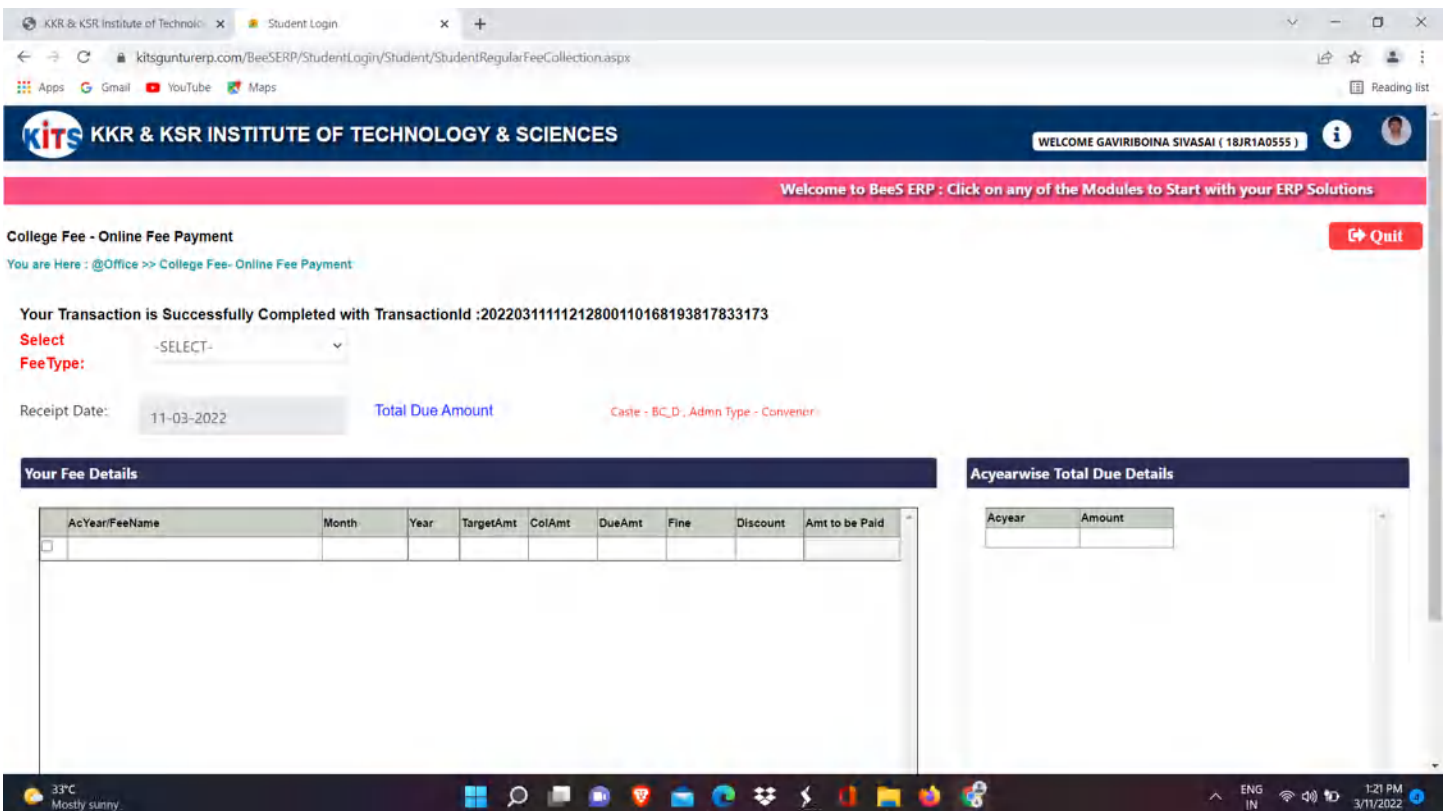 KKR & KSR Institute of Technolo
Student Login
kitsgunturerp.com/BeeSERP/StudentLogin/Student/StudentRegularFeeCollection.aspx
Apps Gmail YouTube Maps Reading list
KiTS KKR & KSR INSTITUTE OF TECHNOLOGY & SCIENCES
WELCOME GAVIRIBOINA SIVASAI ( 18JR1A0555 )
Welcome to BeeS ERP : Click on any of the Modules to Start with your ERP Solutions
College Fee - Online Fee Payment
Quit
You are Here : @Office >> College Fee- Online Fee Payment
Your Transaction is Successfully Completed with TransactionId :20220311111212800110168193817833173
Select
FeeType:
-SELECT-
Receipt Date: 11-03-2022 Total Due Amount Caste - BC_D , Admn Type - Convenor
Your Fee Details Acyearwise Total Due Details
AcYear/FeeName Month Year TargetAmt ColAmt DueAmt Fine Discount Amt to be Paid
Acyear Amount
33°C
Mostly sunny
ENG
IN
1:21 PM
3/11/2022